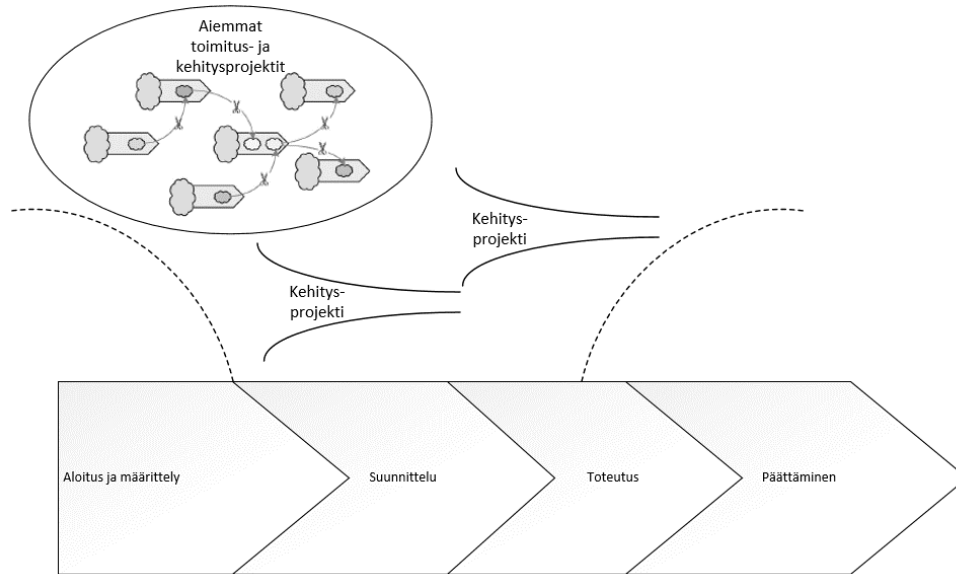 Aiemmat
toimitus- ja
kehitysprojektit
Kehitys-
projekti
Kehitys-
projekti
Aloitus ja määrittely
Suunnittelu
Toteutus
Päättäminen